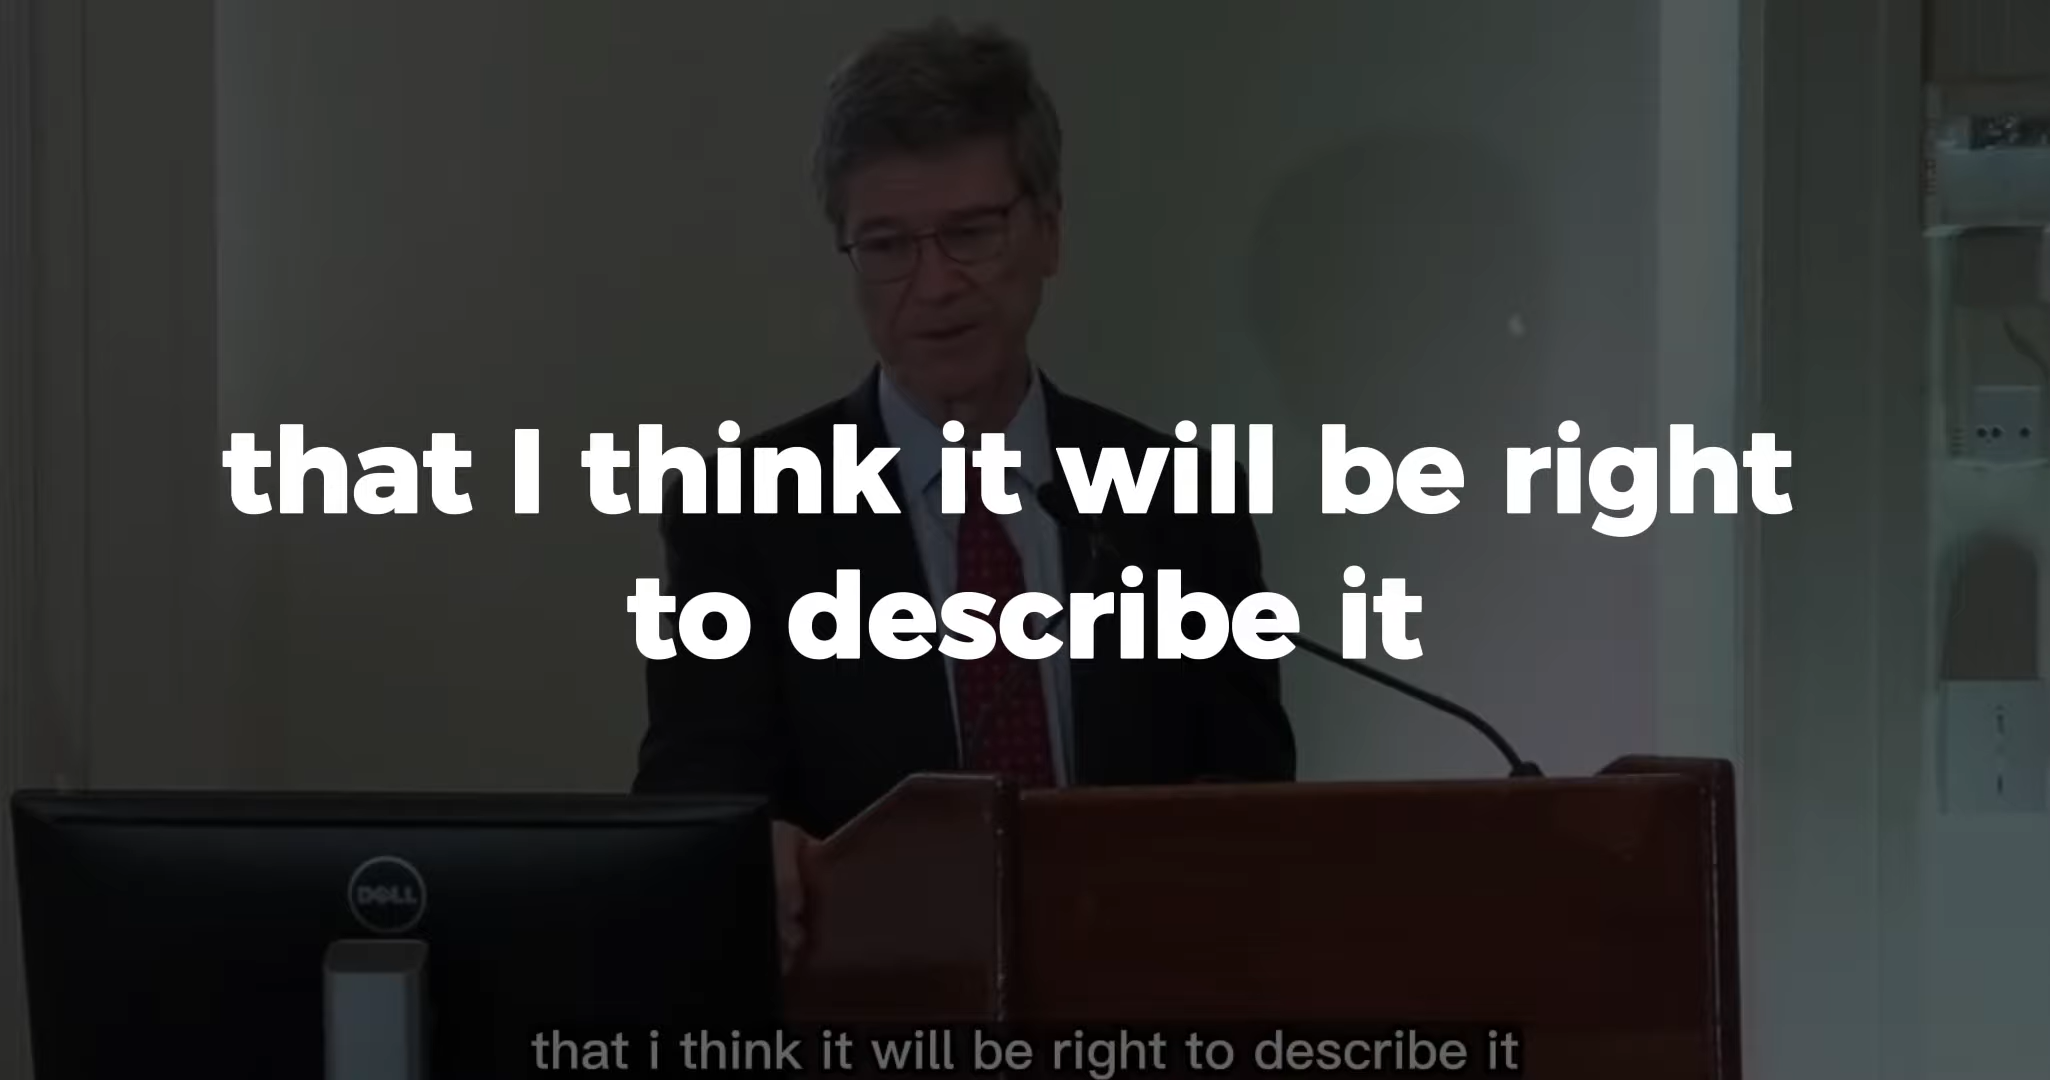 that I think it will be right
to describe it
DELL
that i think it will be right to describe it